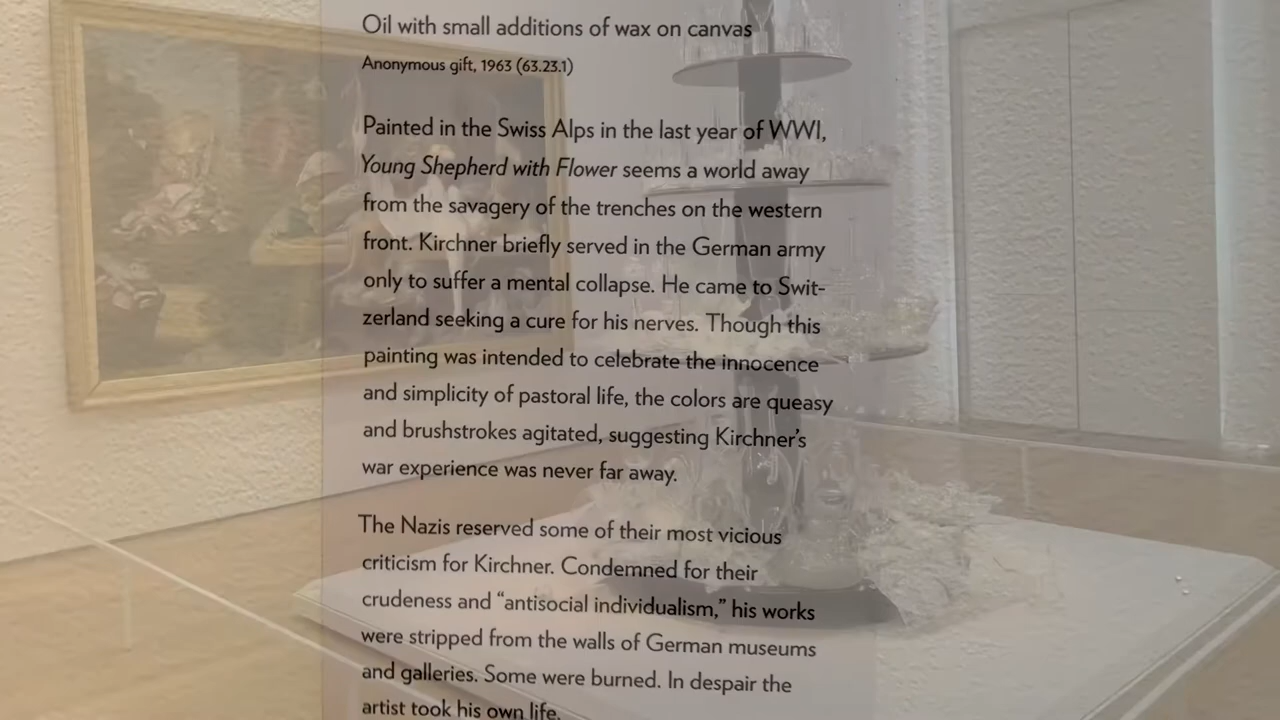 Oil with small additions of wax on canvas
Anonymous gift, 1963 (63.23.1)
Painted in the Swiss Alps in the last year of WWI,
Young Shepherd with Flower seems a world away
from the savagery of the trenches on the western
front. Kirchner briefly served in the German army
only to suffer a mental collapse. He came to Swit-
zerland seeking a cure for his nerves. Though this
painting was intended to celebrate the innocence
and simplicity of pastoral life, the colors are queasy
and brushstrokes agitated, suggesting Kirchner’s
war experience was never far away.
The Nazis reserved some of their most vicious
criticism for Kirchner. Condemned for their
crudeness and “antisocial individualism,” his works
were stripped from the walls of German museums
and galleries. Some were burned. In despair the
artist took his own life.